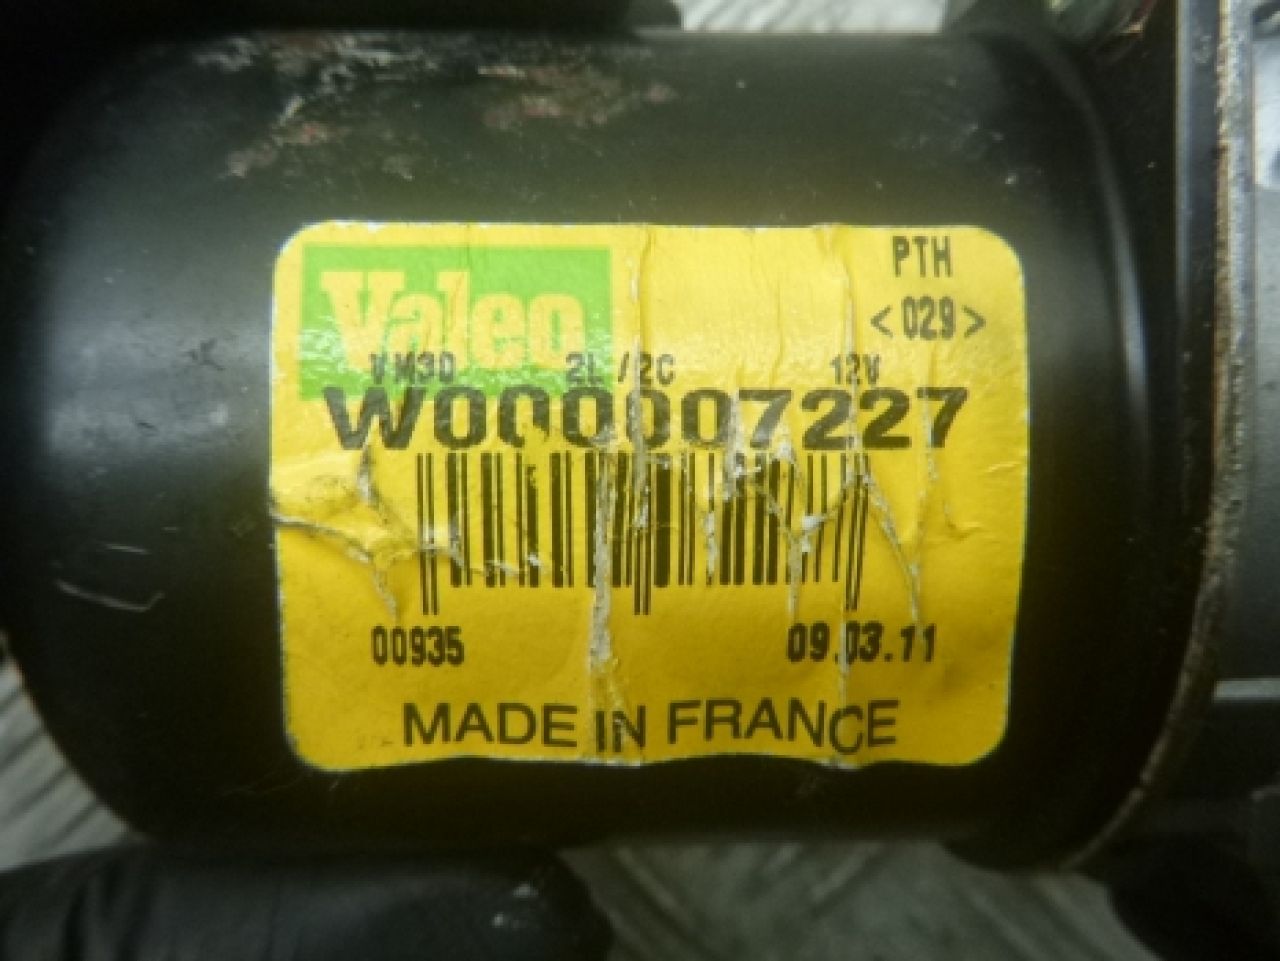 Valeo
PTH
<029>
VM30 2L /2C 12V
W000007227
00935 09.03.11
MADE IN FRANCE